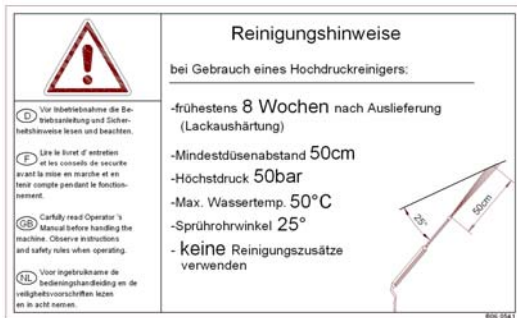 Reinigungshinweise
bei Gebrauch eines Hochdruckreinigers:
-frühestens 8 Wochen nach Auslieferung
(Lackaushärtung)
-Mindestdüsenabstand 50cm
-Höchstdruck 50bar
-Max. Wassertemp. 50°C
-Sprührohrwinkel 25°
- keine Reinigungszusätze
verwenden
D Vor Inbetriebnahme die Be-
triebsanleitung und Sicher-
heitshinweise lesen und beachten.
F Lire le livret d' entretien
et les conseils de securite
avant la mise en marche et en
tenir compte pendant le fonction-
nement.
GB Carfully read Operator 's
Manual before handling the
machine. Observe instructions
and safety rules when operating.
NL Voor ingebruikname de
bedieningshandleiding en de
veiligheitsvoorschriften lezen
en in acht nemen.
25°
50cm
B06.0541